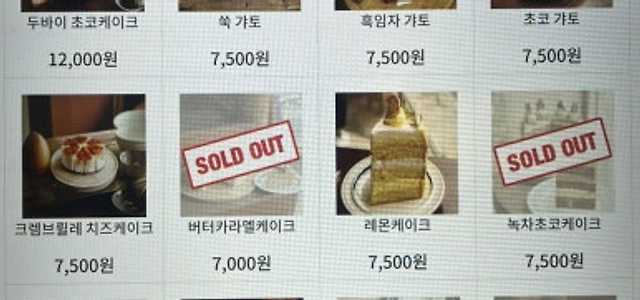 두바이 초코케이크
쑥 갸토
흑임자 갸토
초코 갸토
12,000원
7,500원
7,500원
7,500원
SOLD OUT
SOLD OUT
크렘브륄레 치즈케이크
버터카라멜케이크
레몬케이크
녹차초코케이크
7,500원
7,000원
7,500원
7,500원